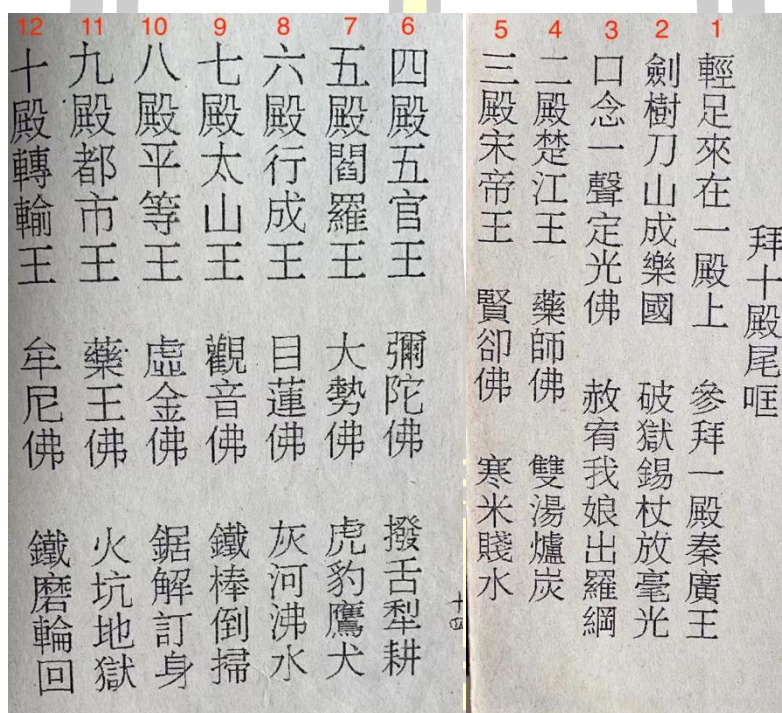 拜十殿尾哐
1
輕足來在一殿上 參拜一殿秦廣王
2
劍樹刀山成樂國 破獄錫杖放毫光
3
口念一聲定光佛 赦宥我娘出羅綱
4
二殿楚江王 藥師佛 雙湯爐炭
5
三殿宋帝王 賢卻佛 寒米賤水
6
四殿五官王 彌陀佛 撥舌犁耕
7
五殿閻羅王 大勢佛 虎豹鷹犬
8
六殿行成王 目蓮佛 灰河沸水
9
七殿太山王 觀音佛 鐵棒倒掃
10
八殿平等王 虛金佛 鋸解訂身
11
九殿都市王 藥王佛 火坑地獄
12
十殿轉輸王 牟尼佛 鐵磨輪回
十四